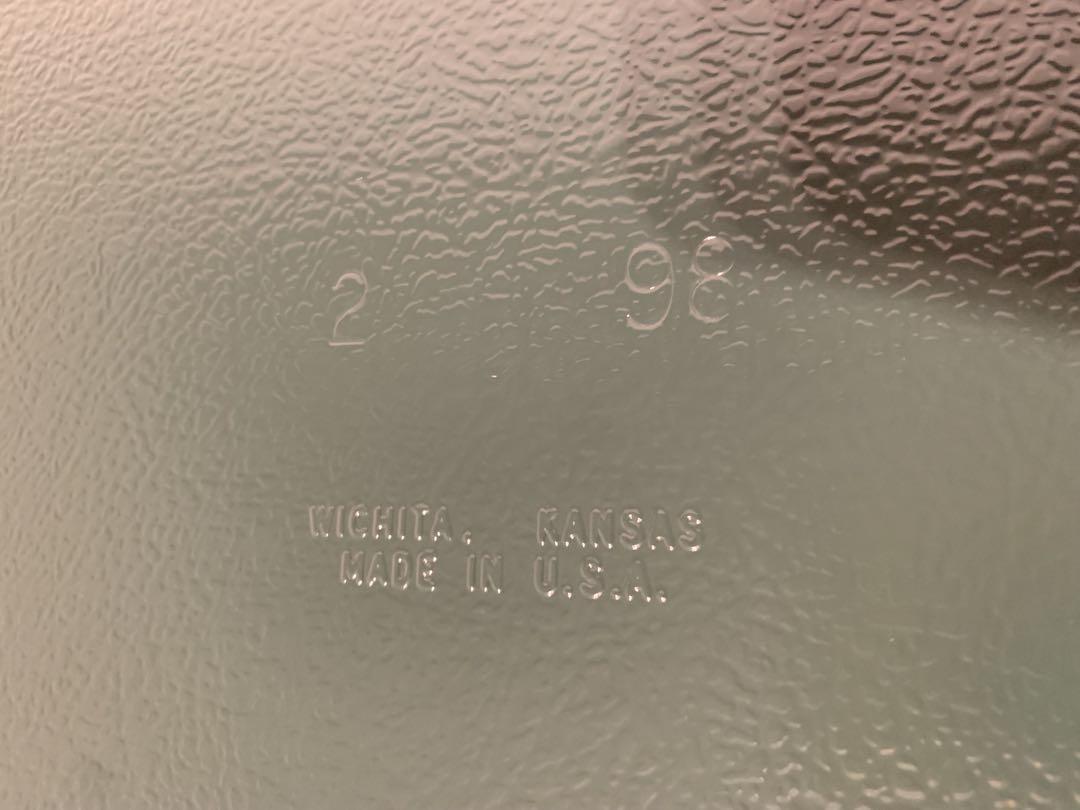 2 98
WICHITA, KANSAS
MADE IN U.S.A.